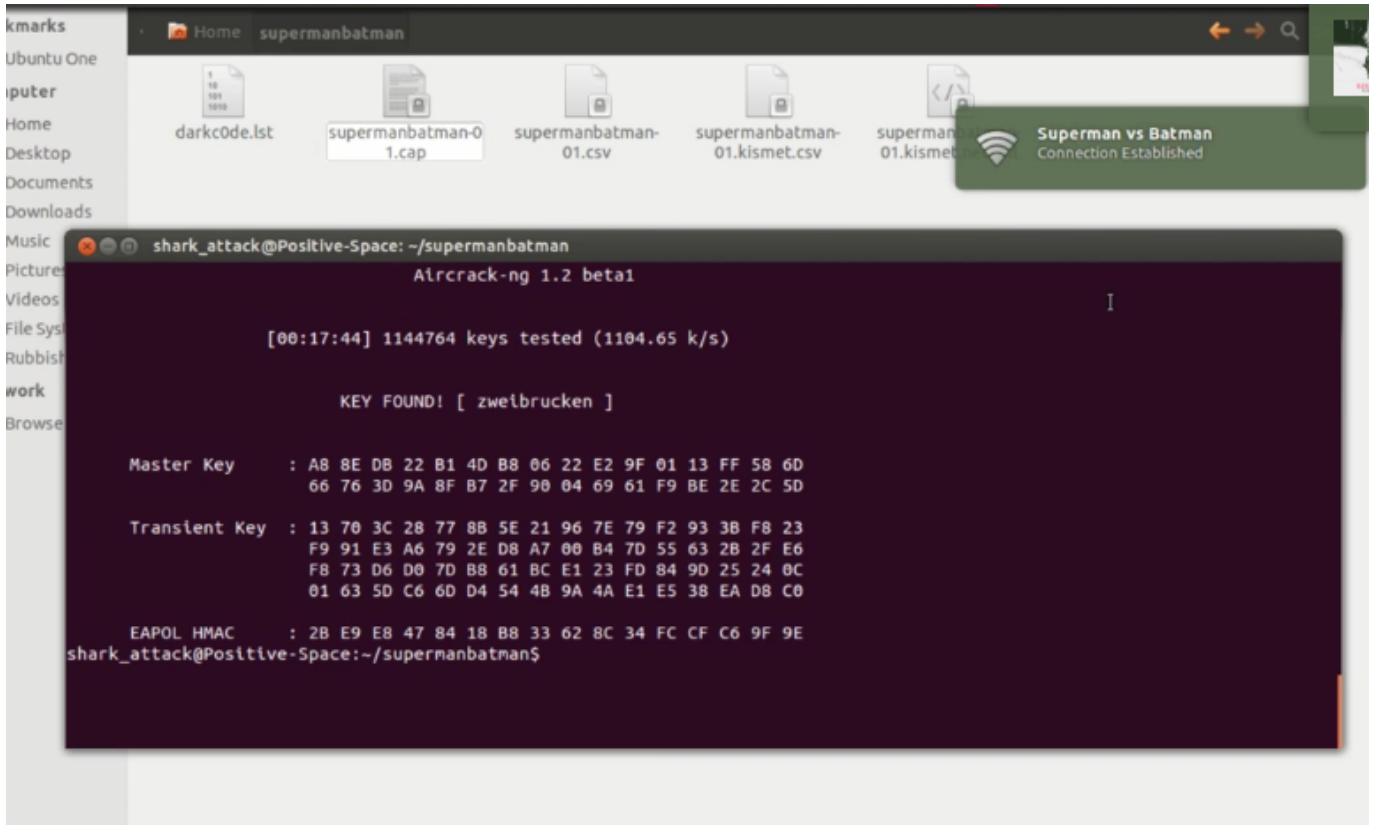 kmarks
Home supermanbatman
Ubuntu One
puter
Home
Desktop
Documents
Downloads
Music
Pictures
Videos
File Sys
Rubbish
work
Browse
1
10
101
1010
darkc0de.lst
supermanbatman-0
1.cap
supermanbatman-
01.csv
supermanbatman-
01.kismet.csv
superman
01.kismet
Superman vs Batman
Connection Established
shark_attack@Positive-Space: ~/supermanbatman
Aircrack-ng 1.2 beta1
[00:17:44] 1144764 keys tested (1104.65 k/s)
KEY FOUND! [ zweibrucken ]
Master Key : A8 8E DB 22 B1 4D B8 06 22 E2 9F 01 13 FF 58 6D
66 76 3D 9A 8F B7 2F 90 04 69 61 F9 BE 2E 2C 5D
Transient Key : 13 70 3C 28 77 8B 5E 21 96 7E 79 F2 93 3B F8 23
F9 91 E3 A6 79 2E D8 A7 00 B4 7D 55 63 2B 2F E6
F8 73 D6 D0 7D B8 61 BC E1 23 FD 84 9D 25 24 0C
01 63 5D C6 6D D4 54 4B 9A 4A E1 E5 38 EA D8 C0
EAPOL HMAC : 2B E9 E8 47 84 18 B8 33 62 8C 34 FC CF C6 9F 9E
shark_attack@Positive-Space:~/supermanbatman$